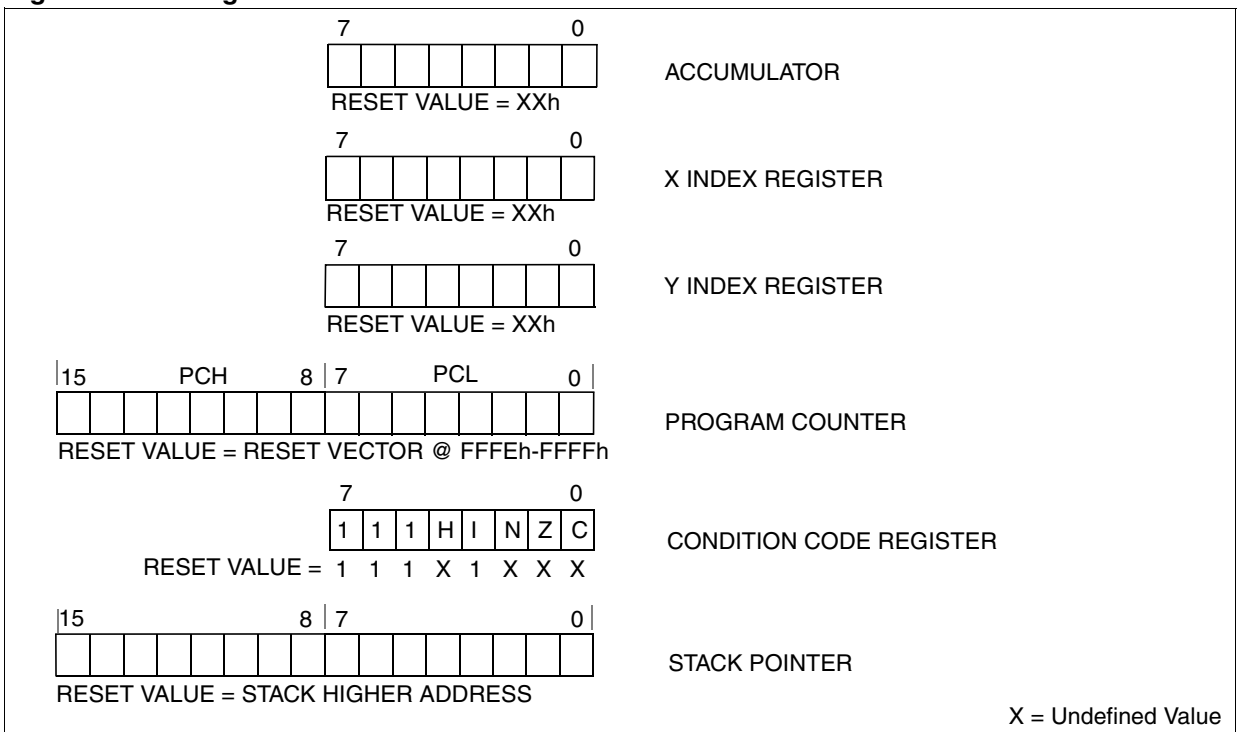 7 0
ACCUMULATOR
RESET VALUE = XXh
7 0
X INDEX REGISTER
RESET VALUE = XXh
7 0
Y INDEX REGISTER
RESET VALUE = XXh
15 PCH 8 7 PCL 0
PROGRAM COUNTER
RESET VALUE = RESET VECTOR @ FFFEh-FFFFh
7 0
1 1 1 H I N Z C
CONDITION CODE REGISTER
RESET VALUE = 1 1 1 X 1 X X X
15 8 7 0
STACK POINTER
RESET VALUE = STACK HIGHER ADDRESS
X = Undefined Value